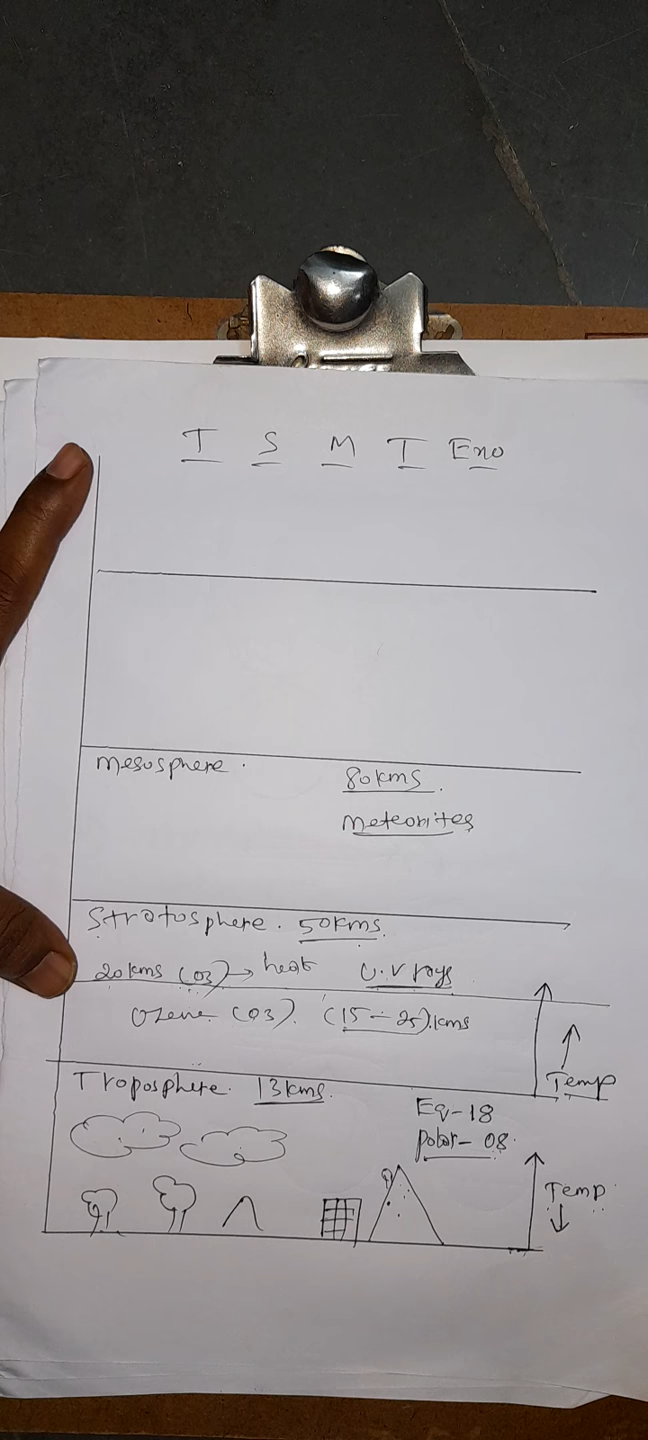 T S M T Exo
Mesosphere.
80kms.
Meteorites
Stratosphere. 50kms.
20kms (O3) → heat U.V rays
Ozene (O3). (15-25).kms
↑
Temp
Troposphere. 13kms.
Eq-18
polar- 08.
Temp
↓